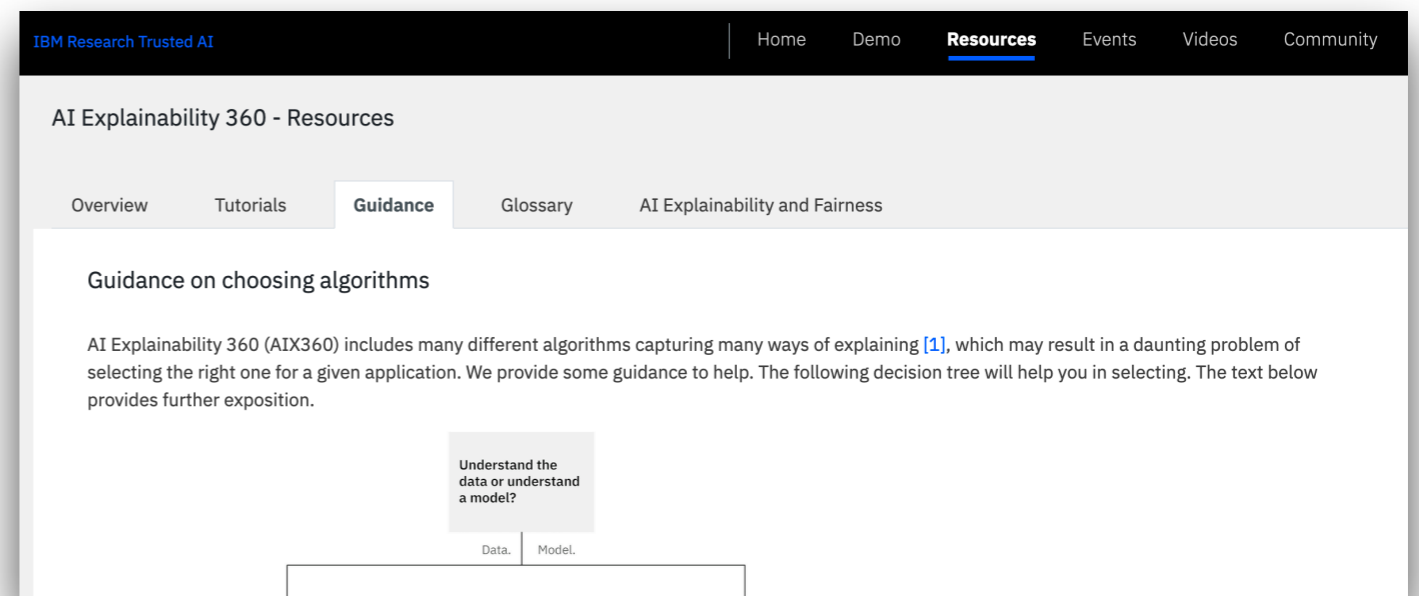 IBM Research Trusted AI
Home Demo Resources Events Videos Community
AI Explainability 360 - Resources
Overview Tutorials Guidance Glossary AI Explainability and Fairness
Guidance on choosing algorithms
AI Explainability 360 (AIX360) includes many different algorithms capturing many ways of explaining [1], which may result in a daunting problem of
selecting the right one for a given application. We provide some guidance to help. The following decision tree will help you in selecting. The text below
provides further exposition.
Understand the
data or understand
a model?
Data. Model.